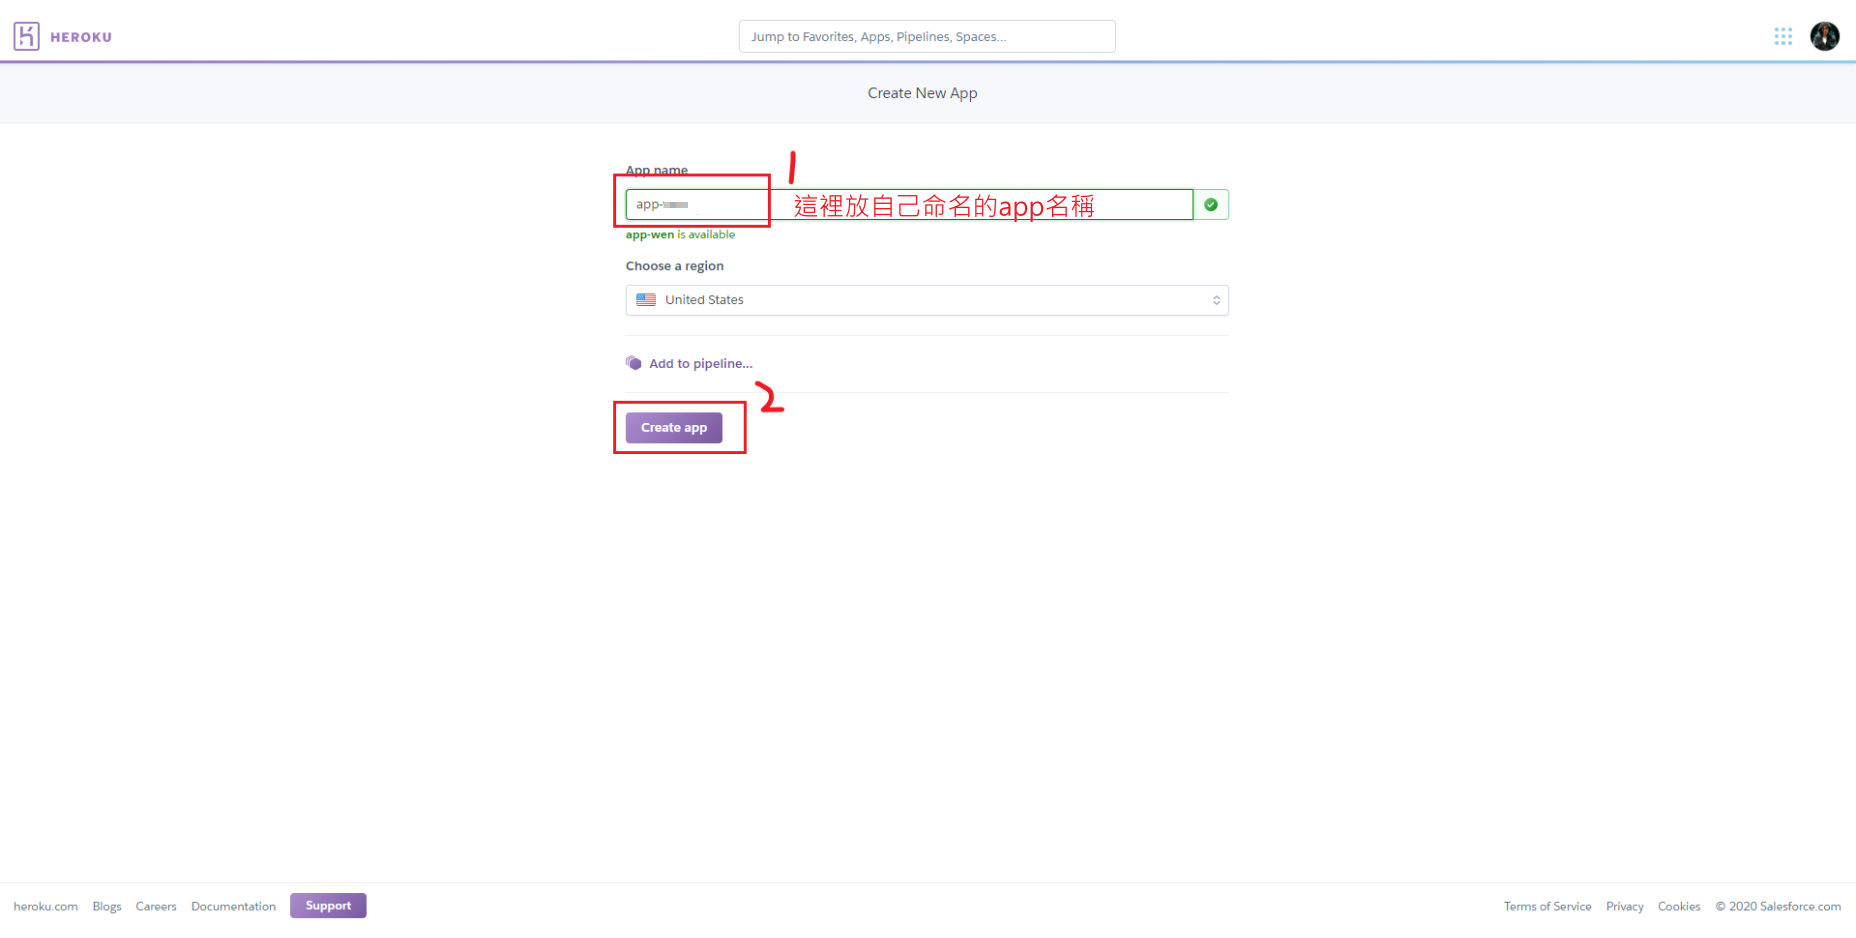 HEROKU
Jump to Favorites, Apps, Pipelines, Spaces...
Create New App
1
App name
app-
這裡放自己命名的app名稱
app-wen is available
Choose a region
United States
Add to pipeline...
2
Create app
heroku.com Blogs Careers Documentation Support Terms of Service Privacy Cookies © 2020 Salesforce.com